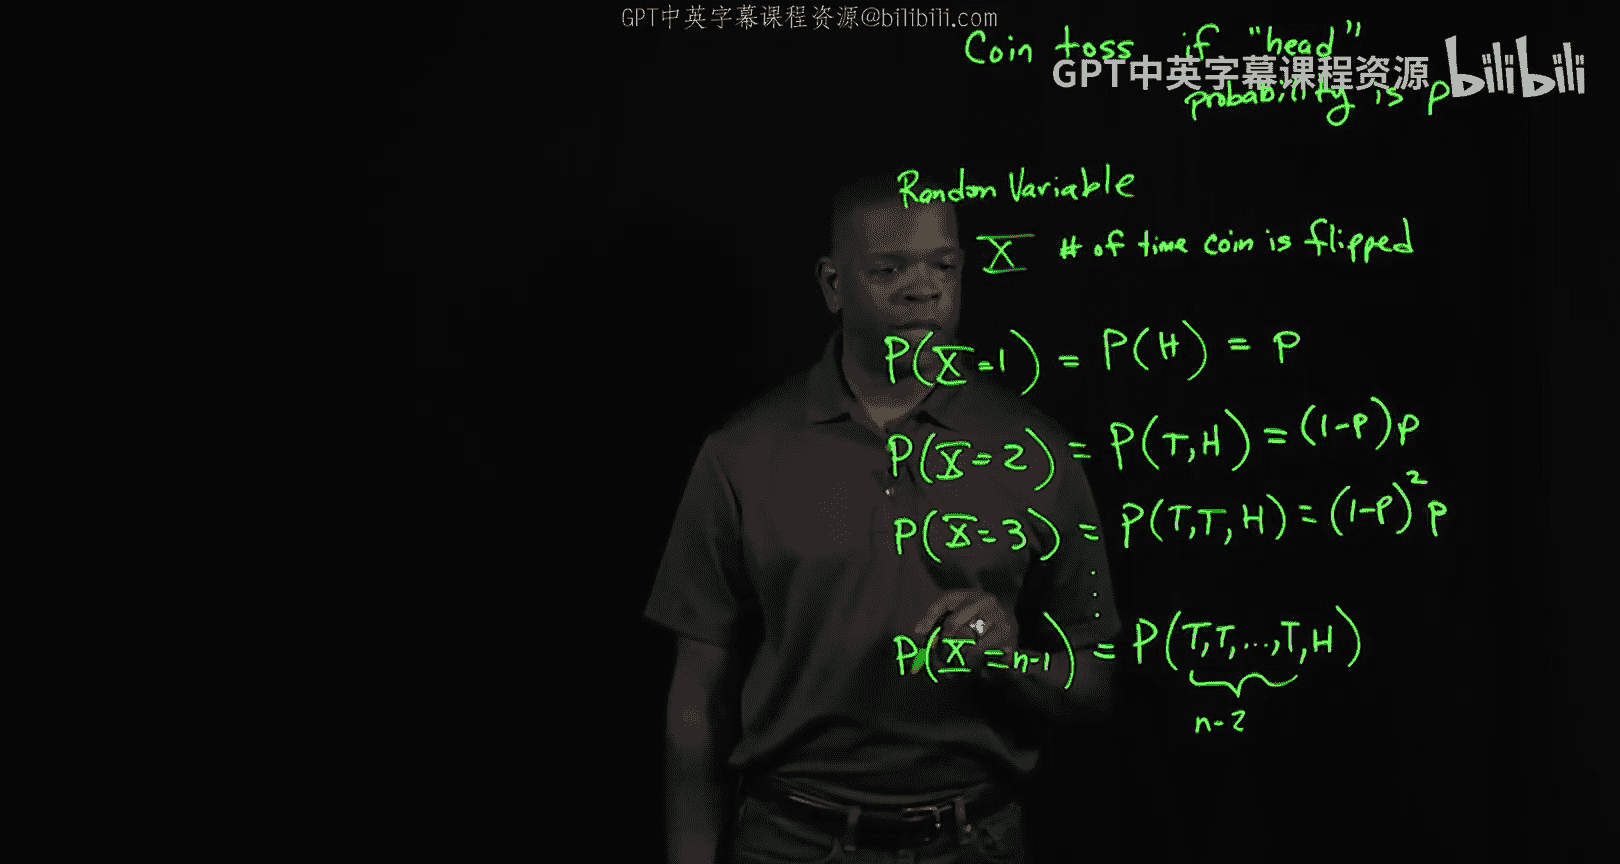 GPT中英字幕课程资源@bilibili.com
Coin toss if "head"
GPT中英字幕课程资源 bilibili
probability is p
Random Variable
X # of time coin is flipped
P(X=1) = P(H) = p
P(X=2) = P(T,H) = (1-p)p
P(X=3) = P(T,T,H) = (1-p)²p
⋮
P(X=n-1) = P(T,T,...,T,H)
n-2